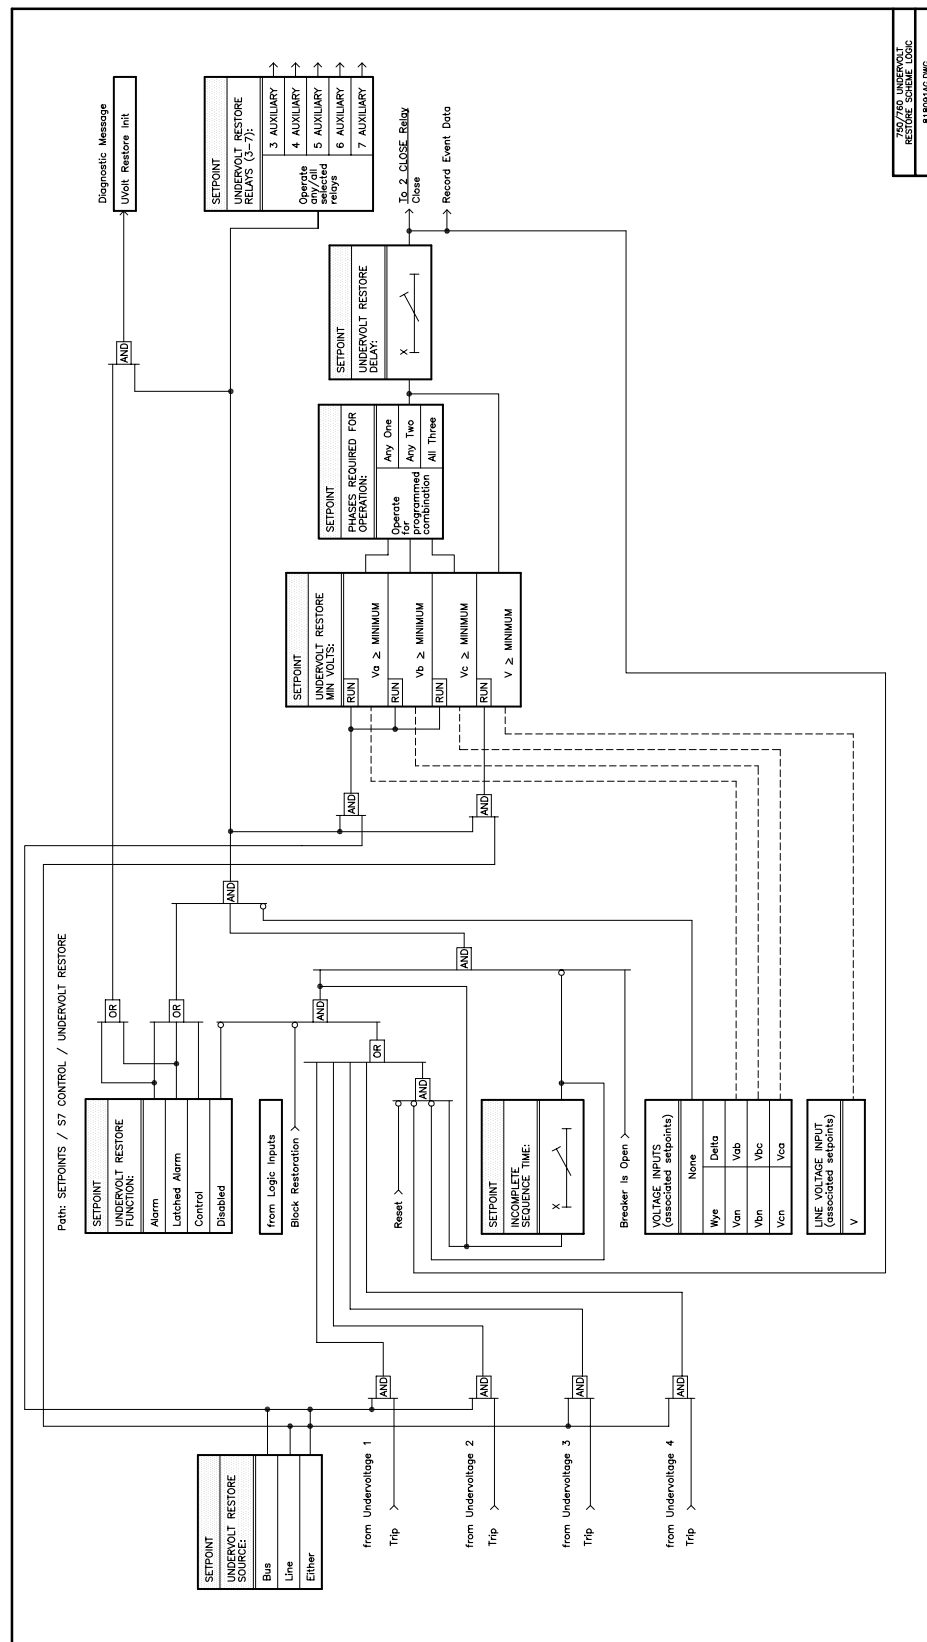 Path: SETPOINTS / S7 CONTROL / UNDERVOLT RESTORE
SETPOINT
UNDERVOLT RESTORE
FUNCTION:
Alarm
Latched Alarm
Control
Disabled
OR
OR
AND
Diagnostic Message
UVolt Restore Init
from Logic Inputs
Block Restoration
AND
OR
Reset
AND
SETPOINT
UNDERVOLT RESTORE
SOURCE:
Bus
Line
Either
from Undervoltage 1
Trip
AND
from Undervoltage 2
Trip
AND
from Undervoltage 3
Trip
AND
from Undervoltage 4
Trip
AND
SETPOINT
INCOMPLETE
SEQUENCE TIME:
X
Breaker Is Open
AND
AND
VOLTAGE INPUTS
(associated setpoints)
None
Wye Delta
Van Vab
Vbn Vbc
Vcn Vca
LINE VOLTAGE INPUT
(associated setpoints)
V
AND
AND
SETPOINT
UNDERVOLT RESTORE
MIN VOLTS:
RUN
Va ≥ MINIMUM
RUN
Vb ≥ MINIMUM
RUN
Vc ≥ MINIMUM
RUN
V ≥ MINIMUM
SETPOINT
PHASES REQUIRED FOR
OPERATION:
Operate
for
programmed
combination
Any One
Any Two
All Three
SETPOINT
UNDERVOLT RESTORE
DELAY:
X
SETPOINT
UNDERVOLT RESTORE
RELAYS (3-7):
Operate
any/all
selected
relays
3 AUXILIARY
4 AUXILIARY
5 AUXILIARY
6 AUXILIARY
7 AUXILIARY
To 2 CLOSE Relay
Close
Record Event Data
750/760 UNDERVOLT
RESTORE SCHEME LOGIC